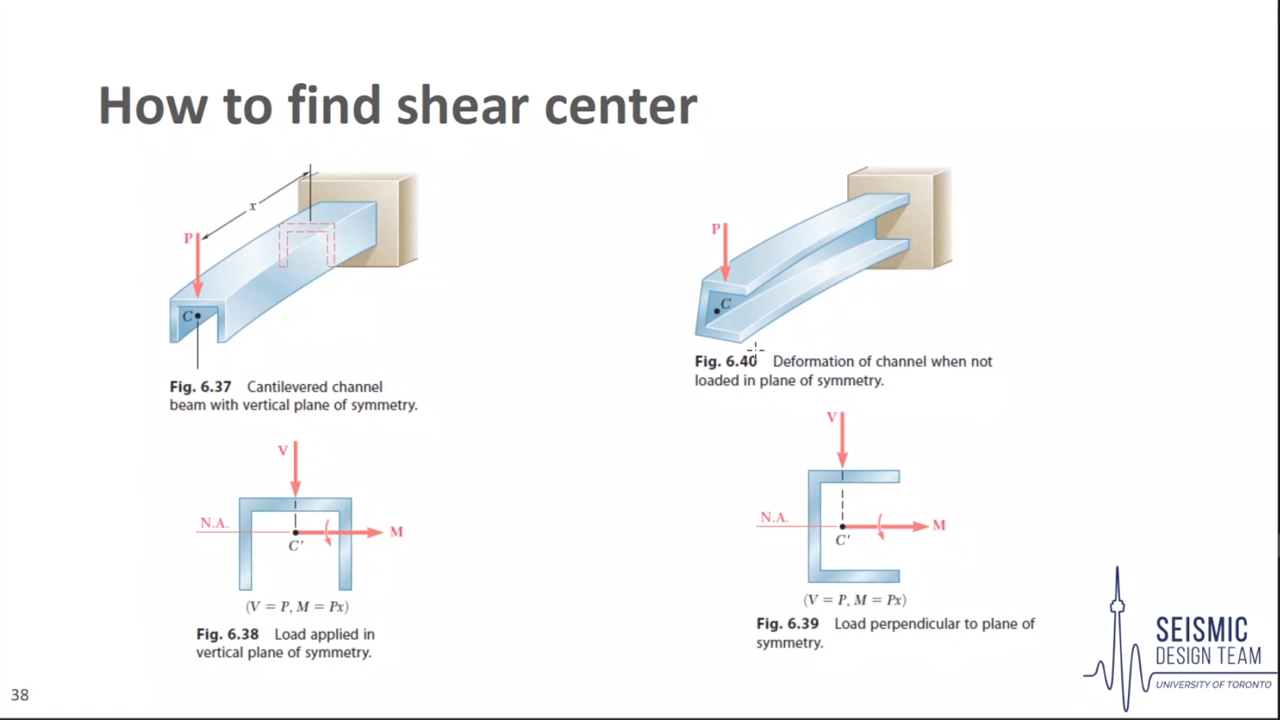 How to find shear center
x
P
C
Fig. 6.37 Cantilevered channel
beam with vertical plane of symmetry.
P
C
Fig. 6.40 Deformation of channel when not
loaded in plane of symmetry.
V
N.A.
M
C'
(V = P, M = Px)
Fig. 6.38 Load applied in
vertical plane of symmetry.
V
N.A.
M
C'
(V = P, M = Px)
Fig. 6.39 Load perpendicular to plane of
symmetry.
SEISMIC
DESIGN TEAM
UNIVERSITY OF TORONTO
38